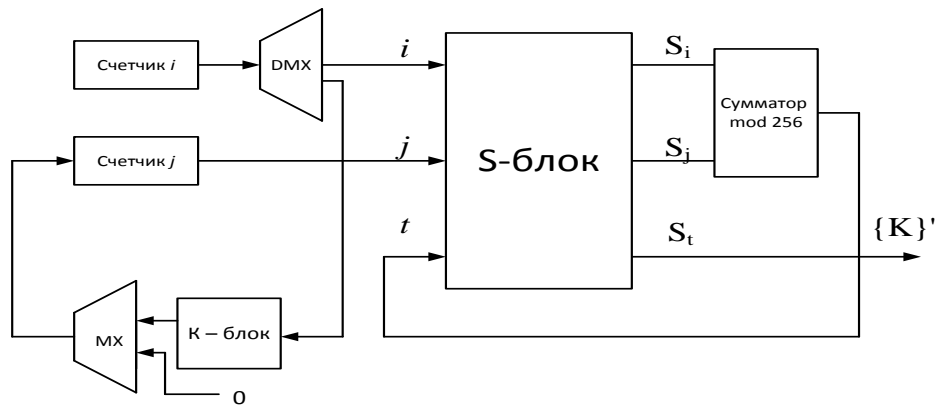 Счетчик i
DMX
i
S-блок
Si
Сумматор
mod 256
Счетчик j
j
Sj
t
St
{K}'
MX
К – блок
0